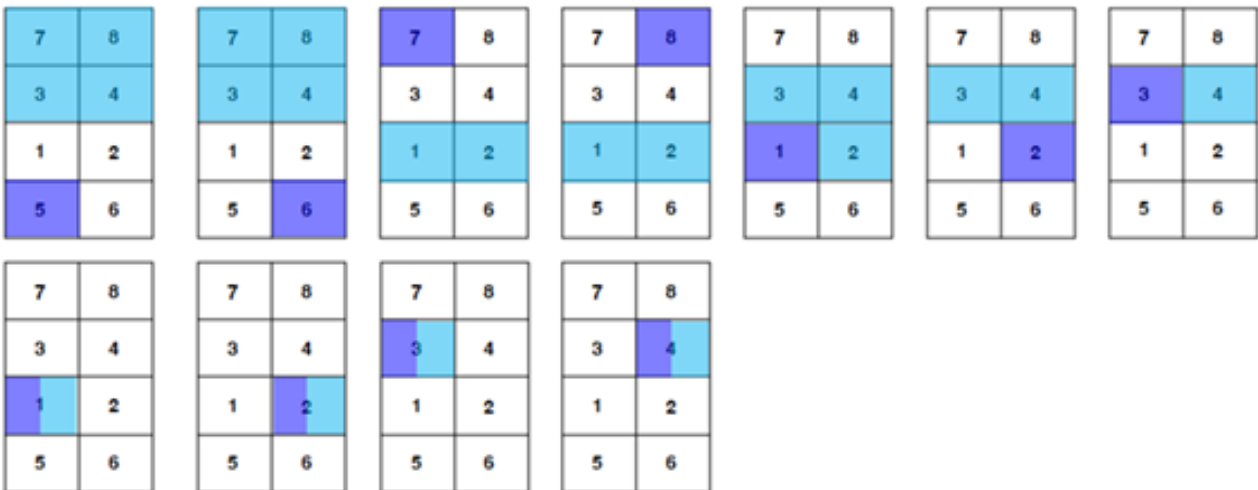 7 8 7 8 7 8 7 8 7 8 7 8 7 8
3 4 3 4 3 4 3 4 3 4 3 4 3 4
1 2 1 2 1 2 1 2 1 2 1 2 1 2
5 6 5 6 5 6 5 6 5 6 5 6 5 6
7 8 7 8 7 8 7 8
3 4 3 4 3 4 3 4
1 2 1 2 1 2 1 2
5 6 5 6 5 6 5 6